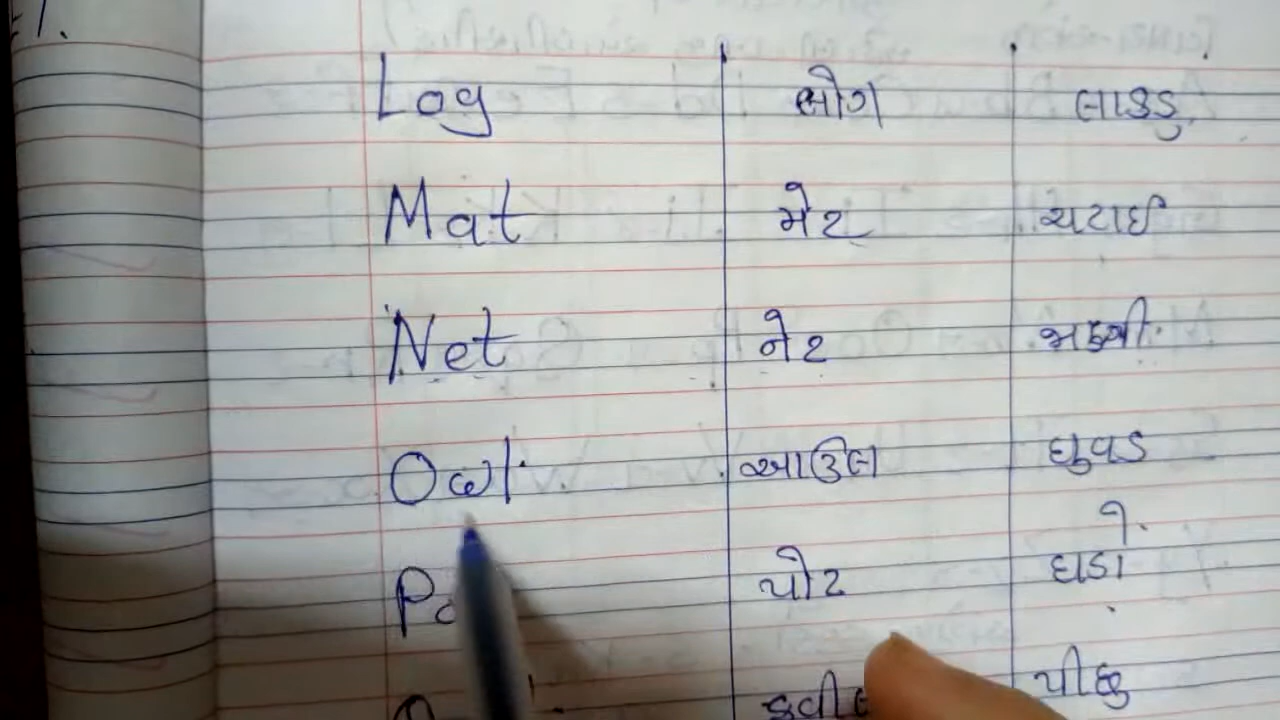 Log લોગ લાકડુ
Mat મેટ ચટાઈ
Net નેટ જાળી
Owl આઉલ ઘુવડ
પોટ ઘડો
પીછુ